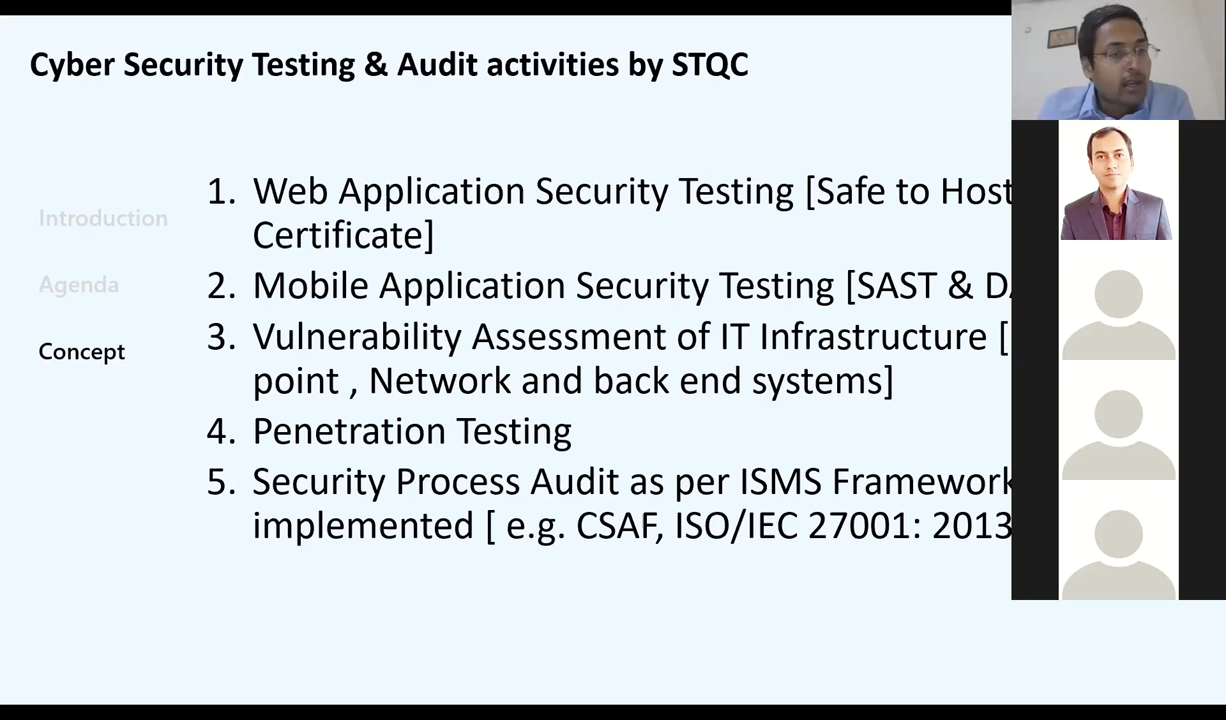 Cyber Security Testing & Audit activities by STQC
Introduction
Agenda
Concept
1. Web Application Security Testing [Safe to Host
Certificate]
2. Mobile Application Security Testing [SAST &
3. Vulnerability Assessment of IT Infrastructure [
point , Network and back end systems]
4. Penetration Testing
5. Security Process Audit as per ISMS Framework
implemented [ e.g. CSAF, ISO/IEC 27001: 2013